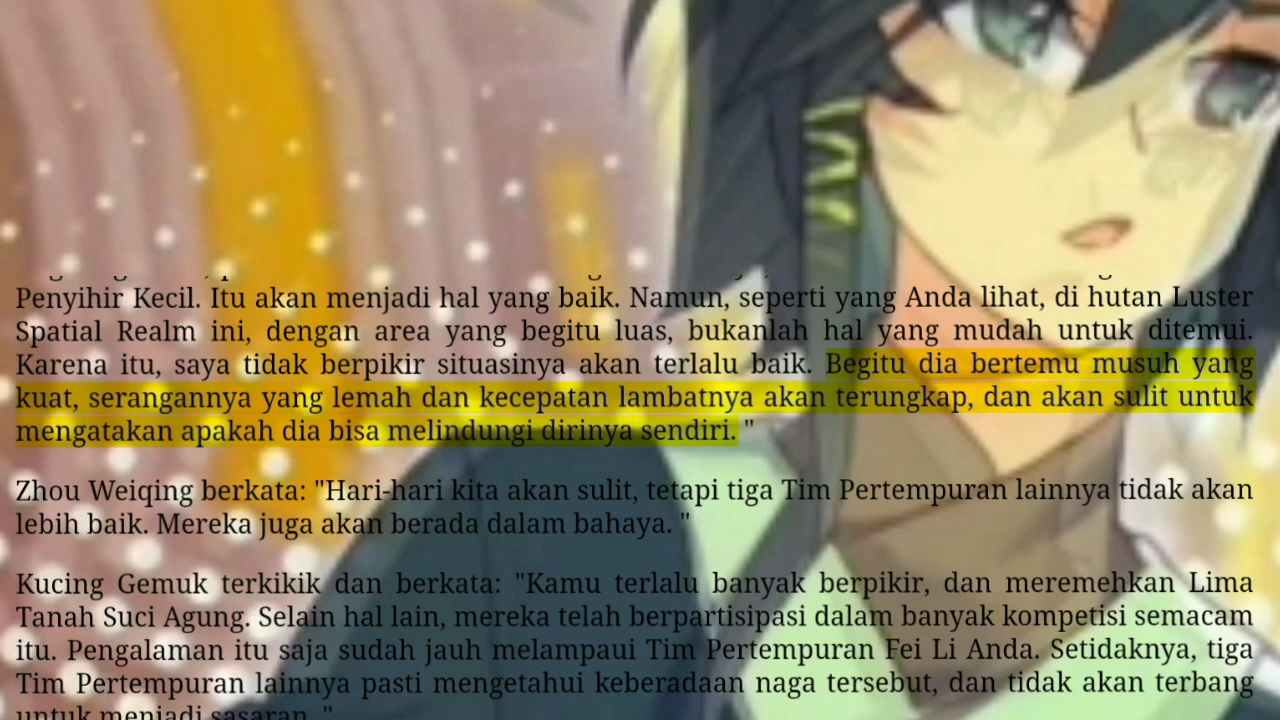 Penyihir Kecil. Itu akan menjadi hal yang baik. Namun, seperti yang Anda lihat, di hutan Luster
Spatial Realm ini, dengan area yang begitu luas, bukanlah hal yang mudah untuk ditemui.
Karena itu, saya tidak berpikir situasinya akan terlalu baik. Begitu dia bertemu musuh yang
kuat, serangannya yang lemah dan kecepatan lambatnya akan terungkap, dan akan sulit untuk
mengatakan apakah dia bisa melindungi dirinya sendiri. "
Zhou Weiqing berkata: "Hari-hari kita akan sulit, tetapi tiga Tim Pertempuran lainnya tidak akan
lebih baik. Mereka juga akan berada dalam bahaya. "
Kucing Gemuk terkikik dan berkata: "Kamu terlalu banyak berpikir, dan meremehkan Lima
Tanah Suci Agung. Selain hal lain, mereka telah berpartisipasi dalam banyak kompetisi semacam
itu. Pengalaman itu saja sudah jauh melampaui Tim Pertempuran Fei Li Anda. Setidaknya, tiga
Tim Pertempuran lainnya pasti mengetahui keberadaan naga tersebut, dan tidak akan terbang
untuk menjadi sasaran. "